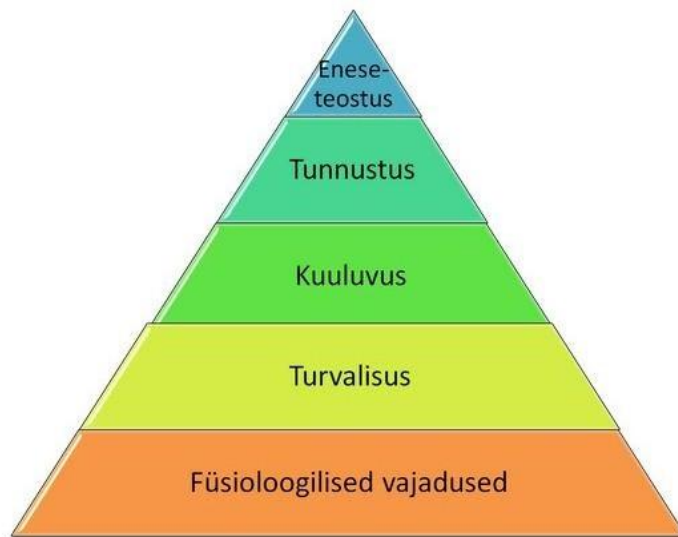 Enese-
teostus
Tunnustus
Kuuluvus
Turvalisus
Füsioloogilised vajadused